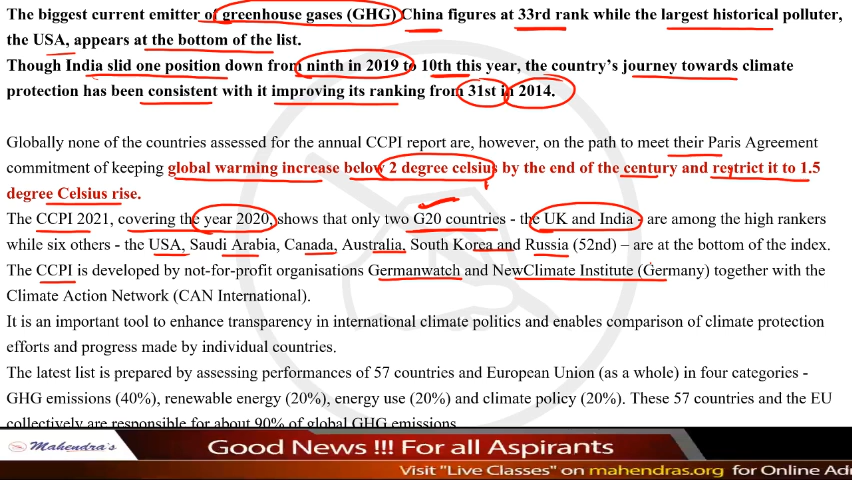 The biggest current emitter of greenhouse gases (GHG) China figures at 33rd rank while the largest historical polluter,
the USA, appears at the bottom of the list.
Though India slid one position down from ninth in 2019 to 10th this year, the country's journey towards climate
protection has been consistent with it improving its ranking from 31st in 2014.
Globally none of the countries assessed for the annual CCPI report are, however, on the path to meet their Paris Agreement
commitment of keeping global warming increase below 2 degree celsius by the end of the century and restrict it to 1.5
degree Celsius rise.
The CCPI 2021, covering the year 2020, shows that only two G20 countries - the UK and India - are among the high rankers
while six others - the USA, Saudi Arabia, Canada, Australia, South Korea and Russia (52nd) – are at the bottom of the index.
The CCPI is developed by not-for-profit organisations Germanwatch and NewClimate Institute (Germany) together with the
Climate Action Network (CAN International).
It is an important tool to enhance transparency in international climate politics and enables comparison of climate protection
efforts and progress made by individual countries.
The latest list is prepared by assessing performances of 57 countries and European Union (as a whole) in four categories -
GHG emissions (40%), renewable energy (20%), energy use (20%) and climate policy (20%). These 57 countries and the EU
collectively are responsible for about 90% of global GHG emissions.
Mahendra's
Good News !!! For all Aspirants
Visit "Live Classes" on mahendras.org for Online Ad